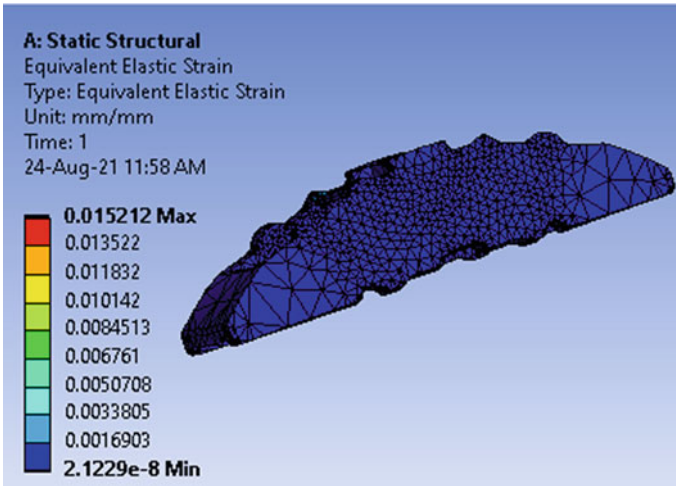 A: Static Structural
Equivalent Elastic Strain
Type: Equivalent Elastic Strain
Unit: mm/mm
Time: 1
24-Aug-21 11:58 AM
0.015212 Max
0.013522
0.011832
0.010142
0.0084513
0.006761
0.0050708
0.0033805
0.0016903
2.1229e-8 Min